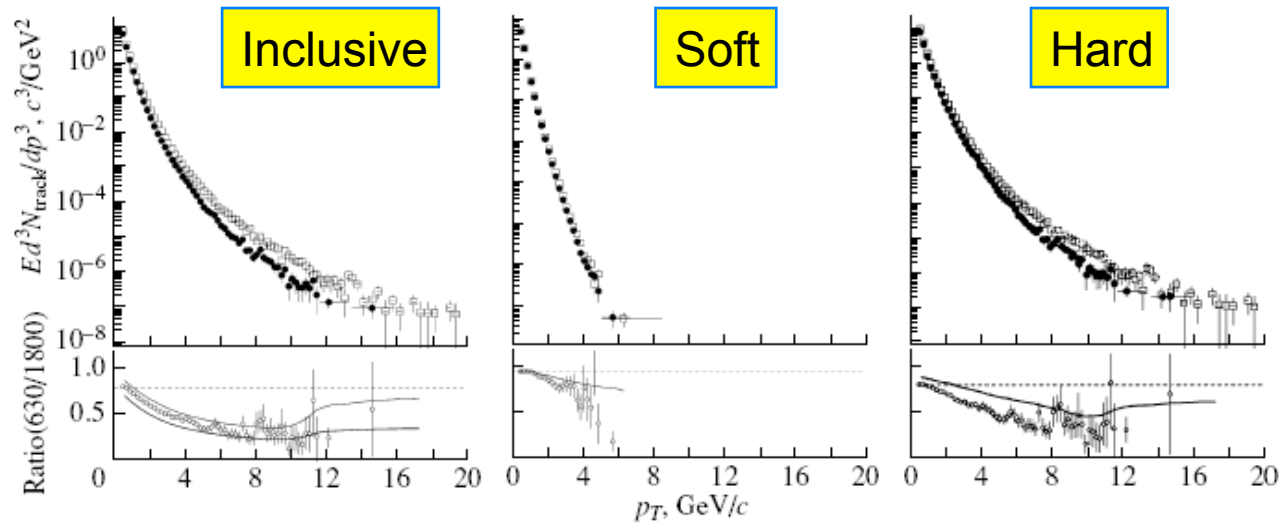 Inclusive
Soft
Hard
Ed³N_track/dp³, c³/GeV²
10⁰
10⁻²
10⁻⁴
10⁻⁶
10⁻⁸
Ratio(630/1800)
1.0
0.5
0 4 8 12 16 20
0 4 8 12 16 20
0 4 8 12 16 20
p_T, GeV/c